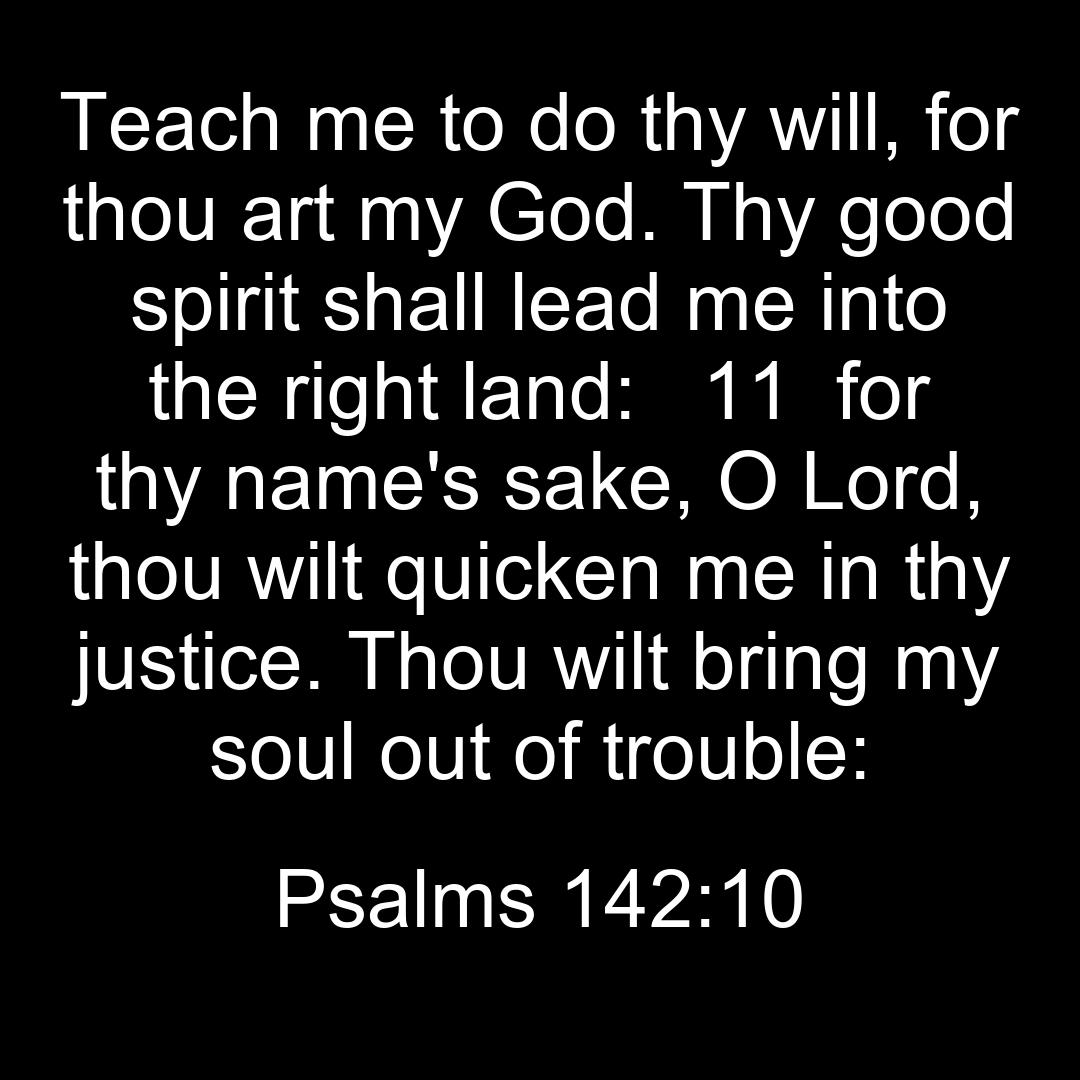 Teach me to do thy will, for
thou art my God. Thy good
spirit shall lead me into
the right land:   11  for
thy name's sake, O Lord,
thou wilt quicken me in thy
justice. Thou wilt bring my
soul out of trouble:
Psalms 142:10